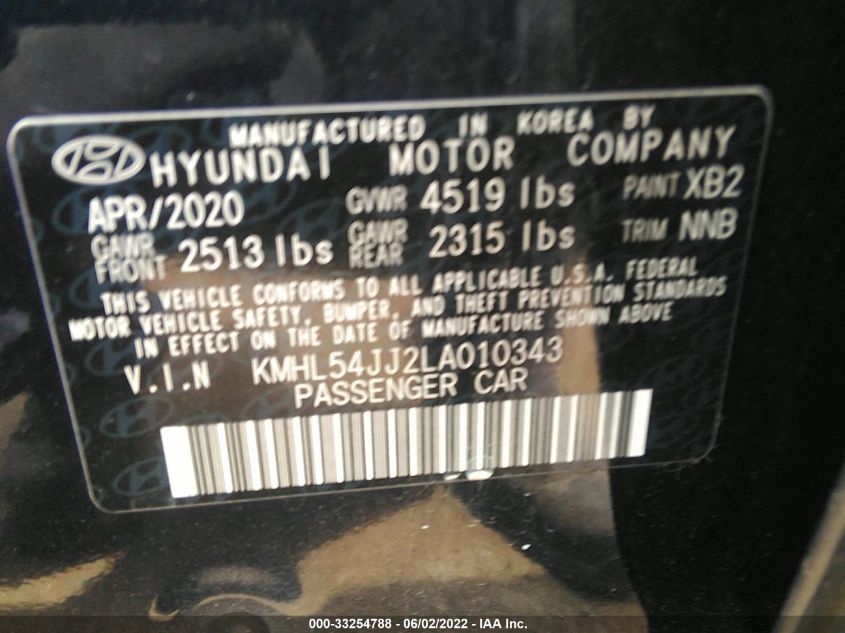 MANUFACTURED IN KOREA BY
HYUNDAI MOTOR COMPANY
APR/2020 GVWR 4519 lbs PAINT XB2
GAWR FRONT 2513 lbs GAWR REAR 2315 lbs TRIM NNB
THIS VEHICLE CONFORMS TO ALL APPLICABLE U.S.A. FEDERAL
MOTOR VEHICLE SAFETY, BUMPER, AND THEFT PREVENTION STANDARDS
IN EFFECT ON THE DATE OF MANUFACTURE SHOWN ABOVE
V.I.N KMHL54JJ2LA010343
PASSENGER CAR
000-33254788 - 06/02/2022 - IAA Inc.